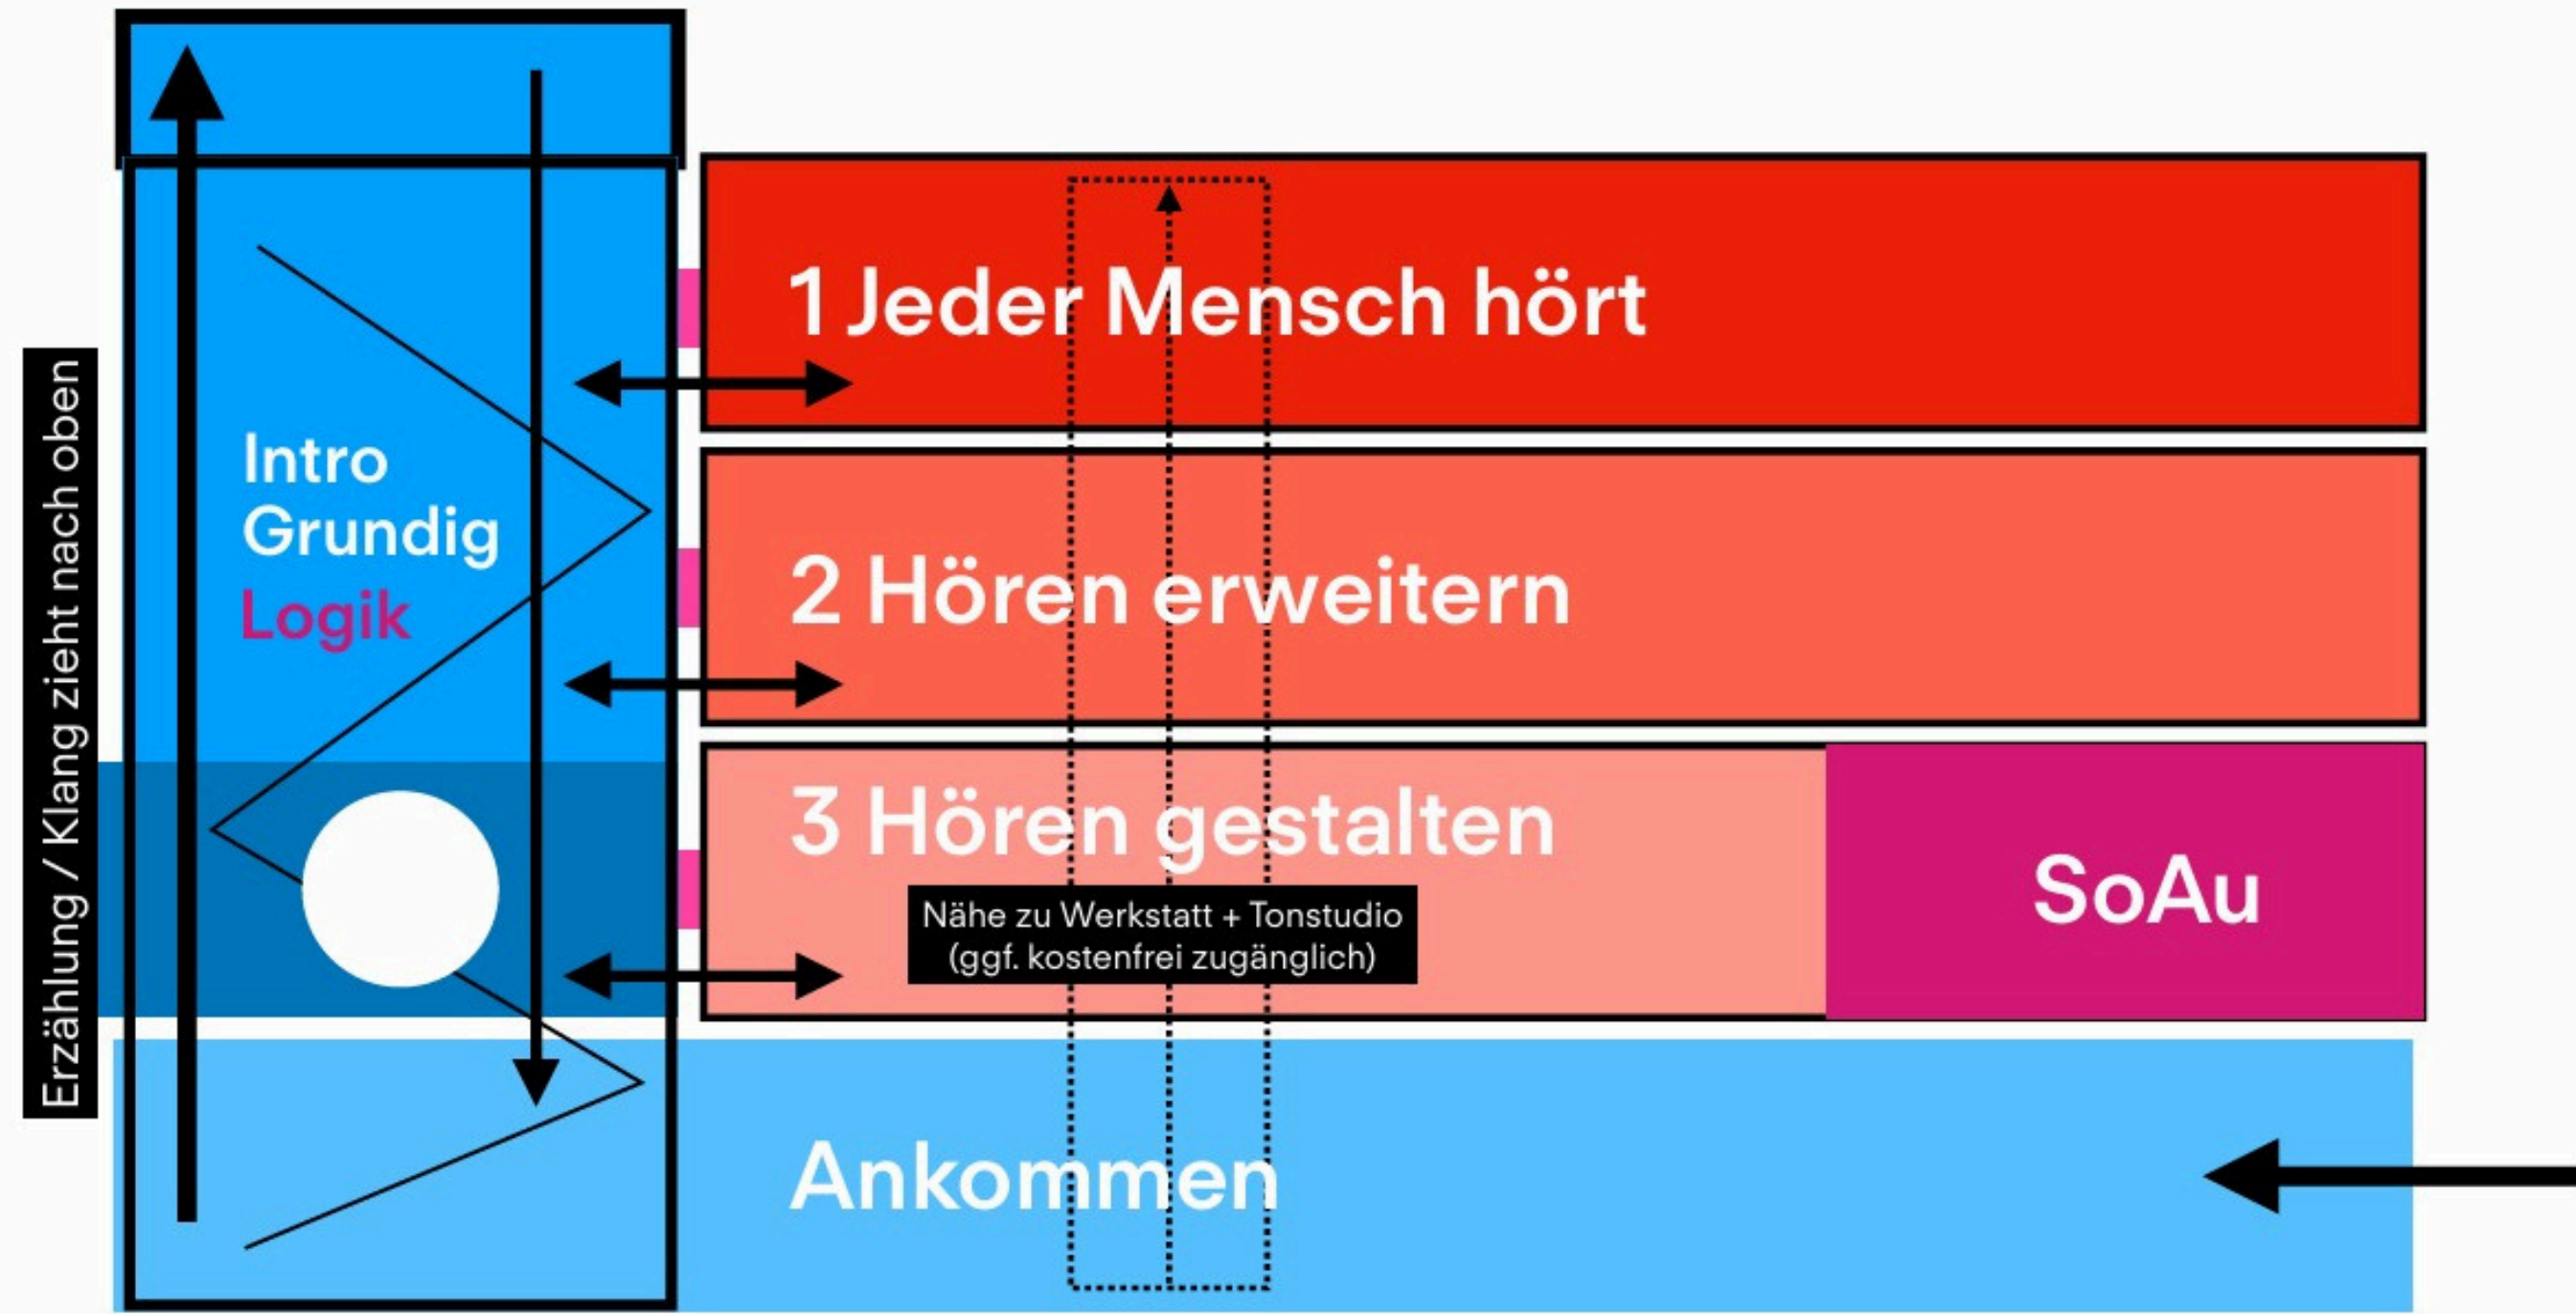 Erzählung / Klang zieht nach oben
Intro
Grundig
Logik
1 Jeder Mensch hört
2 Hören erweitern
3 Hören gestalten
Nähe zu Werkstatt + Tonstudio
(ggf. kostenfrei zugänglich)
SoAu
Ankommen